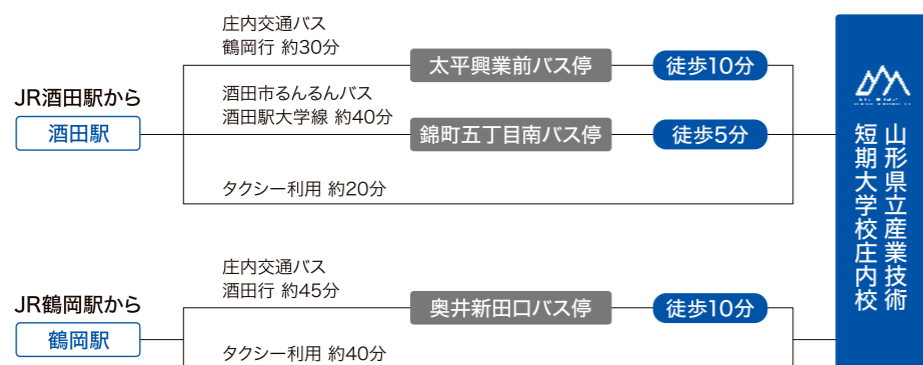 JR酒田駅から
酒田駅
庄内交通バス
鶴岡行 約30分
太平興業前バス停
徒歩10分
酒田市るんるんバス
酒田駅大学線 約40分
錦町五丁目南バス停
徒歩5分
タクシー利用 約20分
JR鶴岡駅から
鶴岡駅
庄内交通バス
酒田行 約45分
奥井新田口バス停
徒歩10分
タクシー利用 約40分
山形県立産業技術
短期大学校庄内校